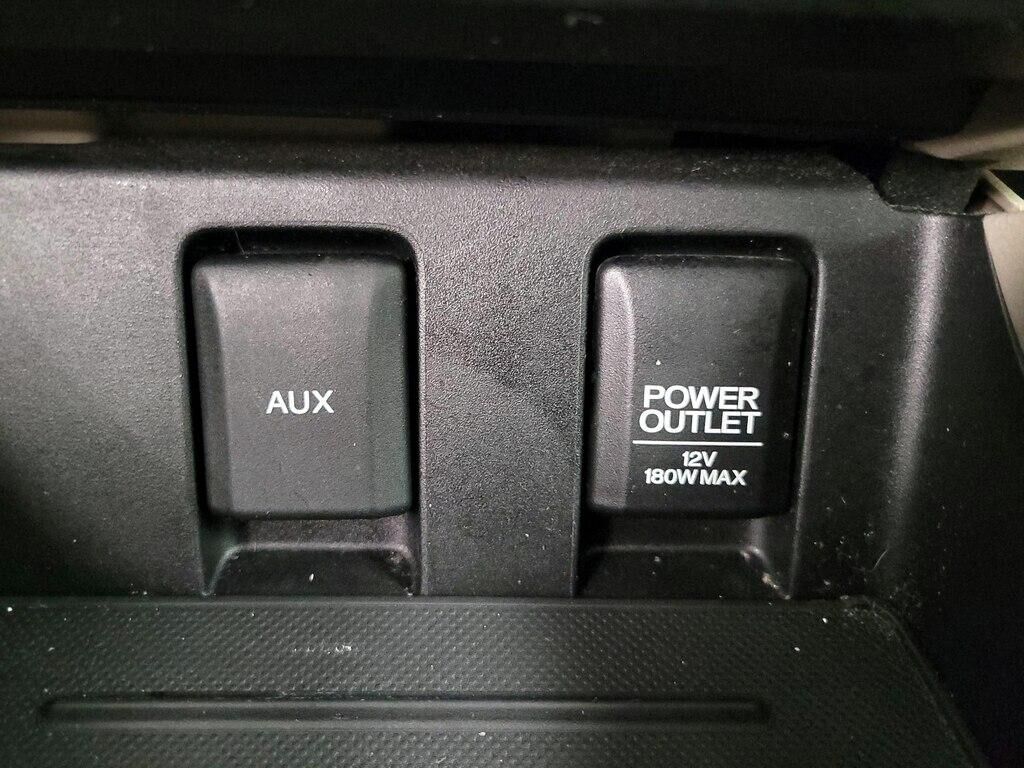 AUX
POWER
OUTLET
12V
180W MAX